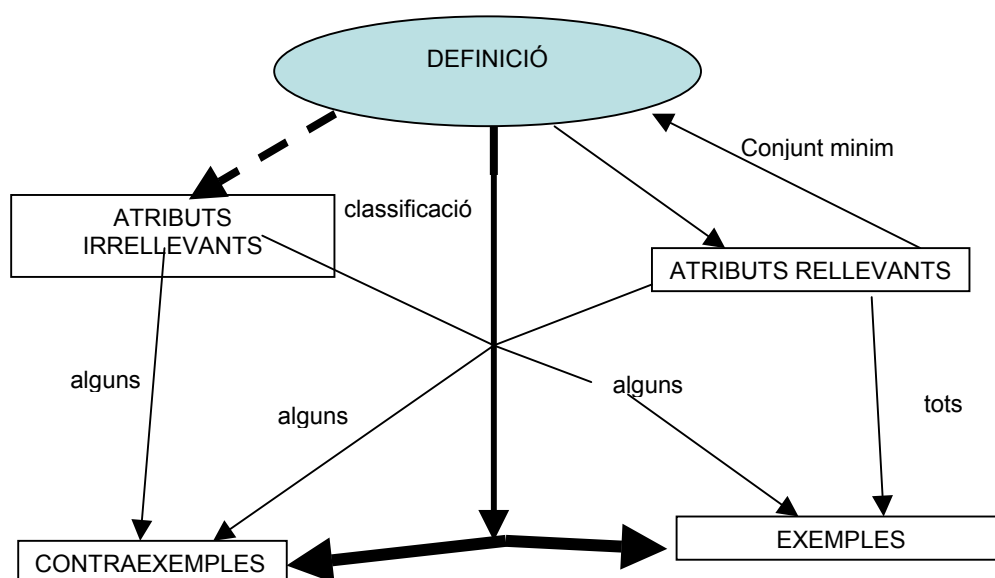 DEFINICIÓ
Conjunt minim
ATRIBUTS
IRRELLEVANTS
classificació
ATRIBUTS RELLEVANTS
alguns
alguns
alguns
tots
CONTRAEXEMPLES
EXEMPLES